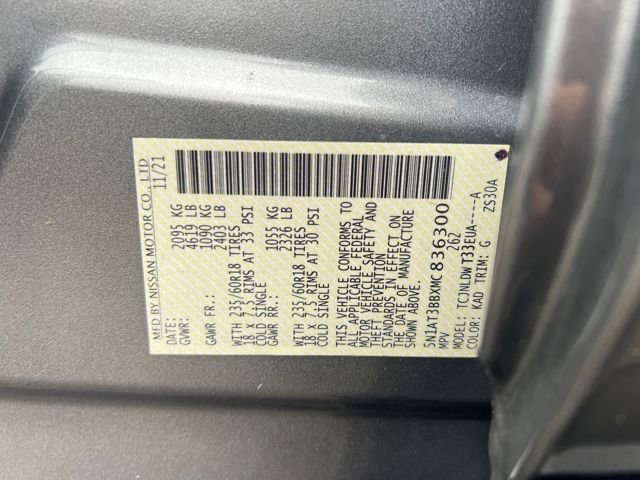 MFD BY NISSAN MOTOR CO., LTD
11/21
GVWR: 2095 KG
4619 LB
GAWR FR.: 1090 KG
2403 LB
WITH 235/60R18 TIRES
18 X 7.5 RIMS AT 33 PSI
COLD SINGLE
GAWR RR.: 1055 KG
2326 LB
WITH 235/60R18 TIRES
18 X 7.5 RIMS AT 30 PSI
COLD SINGLE
THIS VEHICLE CONFORMS TO
ALL APPLICABLE FEDERAL
MOTOR VEHICLE SAFETY AND
THEFT PREVENTION
STANDARDS IN EFFECT ON
THE DATE OF MANUFACTURE
SHOWN ABOVE.
5N1AT3BBXMC836300
MPV 262
MODEL: TCJNLDWT33EUA-----A
COLOR: KAD TRIM: G ZS30A